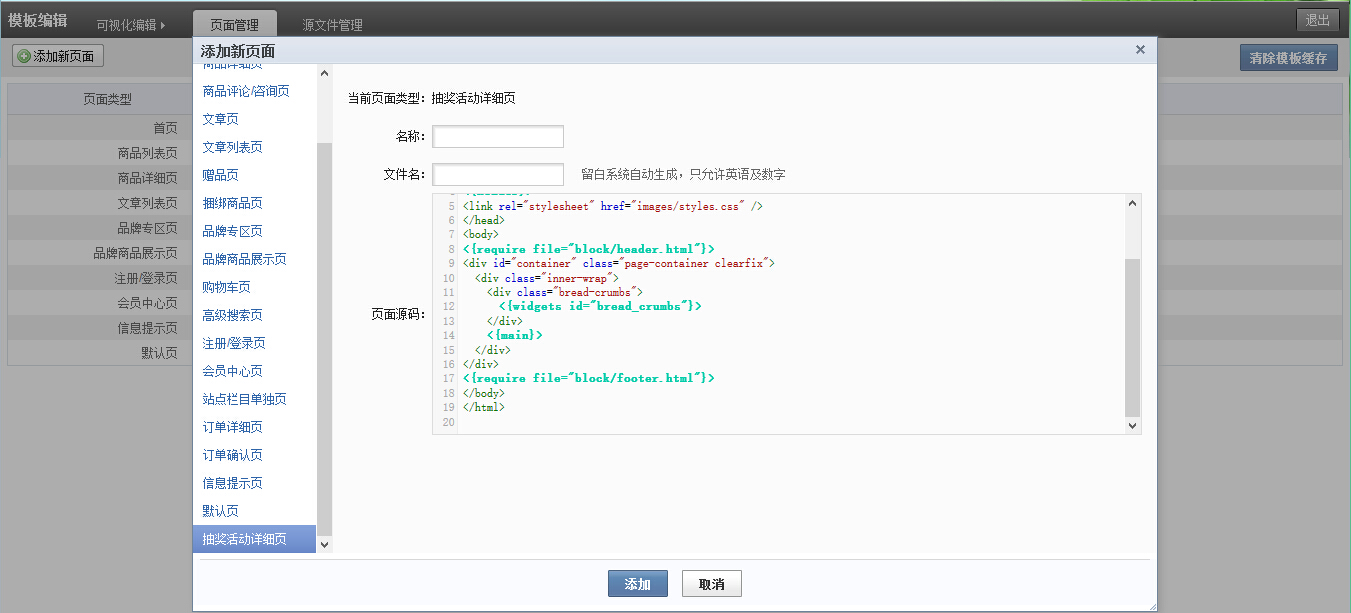 模板编辑
可视化编辑
页面管理
源文件管理
退出
添加新页面
清除模板缓存
页面类型
首页
商品列表页
商品详细页
文章列表页
品牌专区页
品牌商品展示页
注册/登录页
会员中心页
信息提示页
默认页
添加新页面
商品详细页
商品评论/咨询页
文章页
文章列表页
赠品页
捆绑商品页
品牌专区页
品牌商品展示页
购物车页
高级搜索页
注册/登录页
会员中心页
站点栏目单独页
订单详细页
订单确认页
信息提示页
默认页
抽奖活动详细页
当前页面类型：抽奖活动详细页
名称：
文件名：
留白系统自动生成，只允许英语及数字
页面源码：
5 <link rel="stylesheet" href="images/styles.css" />
6 </head>
7 <body>
8 <{require file="block/header.html"}>
9 <div id="container" class="page-container clearfix">
10 <div class="inner-wrap">
11 <div class="bread-crumbs">
12 <{widgets id="bread_crumbs"}>
13 </div>
14 <{main}>
15 </div>
16 </div>
17 <{require file="block/footer.html"}>
18 </body>
19 </html>
20
添加
取消